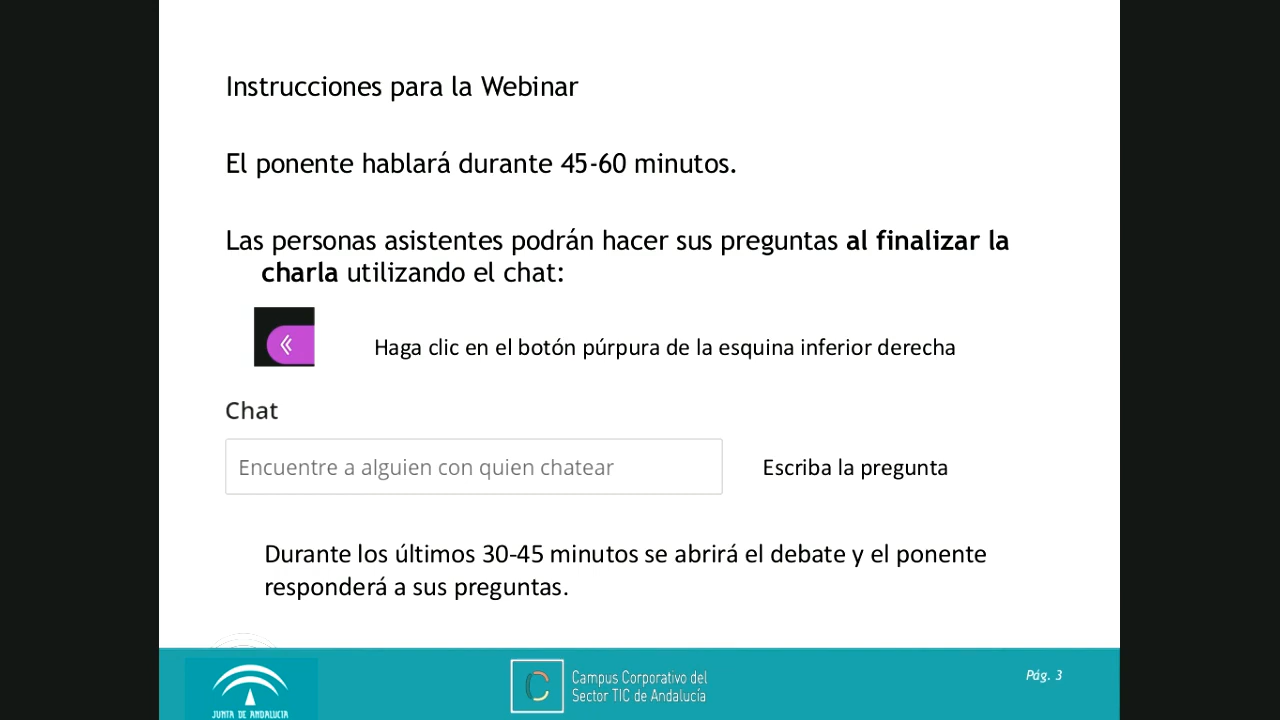 Instrucciones para la Webinar
El ponente hablará durante 45-60 minutos.
Las personas asistentes podrán hacer sus preguntas al finalizar la
charla utilizando el chat:
Haga clic en el botón púrpura de la esquina inferior derecha
Chat
Encuentre a alguien con quien chatear
Escriba la pregunta
Durante los últimos 30-45 minutos se abrirá el debate y el ponente
responderá a sus preguntas.
JUNTA DE ANDALUCIA
Campus Corporativo del
Sector TIC de Andalucía
Pág. 3